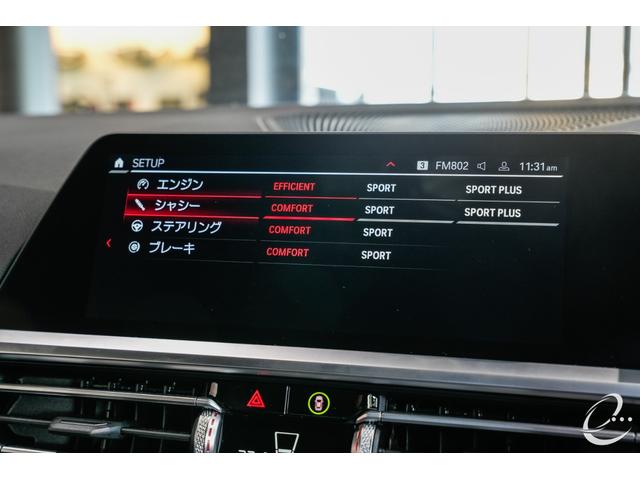 SETUP 3 FM802 11:31am
エンジン EFFICIENT SPORT SPORT PLUS
シャシー COMFORT SPORT SPORT PLUS
ステアリング COMFORT SPORT
ブレーキ COMFORT SPORT